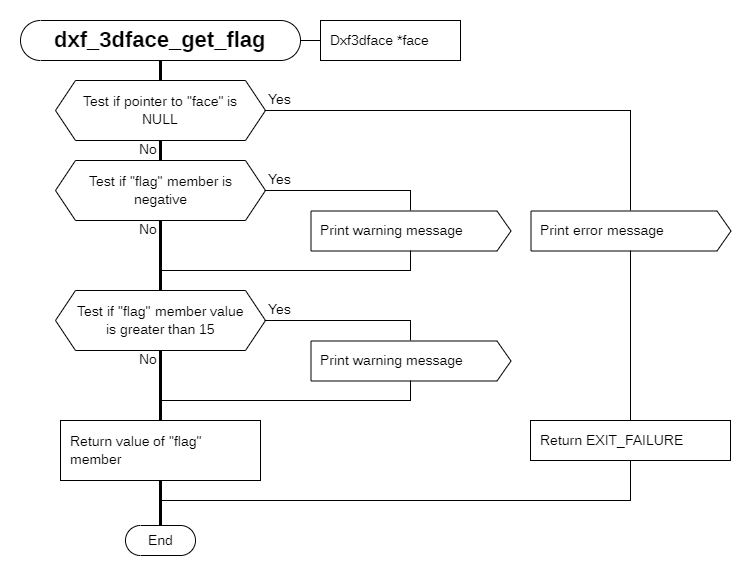 dxf_3dface_get_flag
Dxf3dface *face
Test if pointer to "face" is
NULL
Yes
No
Test if "flag" member is
negative
Yes
No
Print warning message
Print error message
Test if "flag" member value
is greater than 15
Yes
No
Print warning message
Return value of "flag"
member
Return EXIT_FAILURE
End